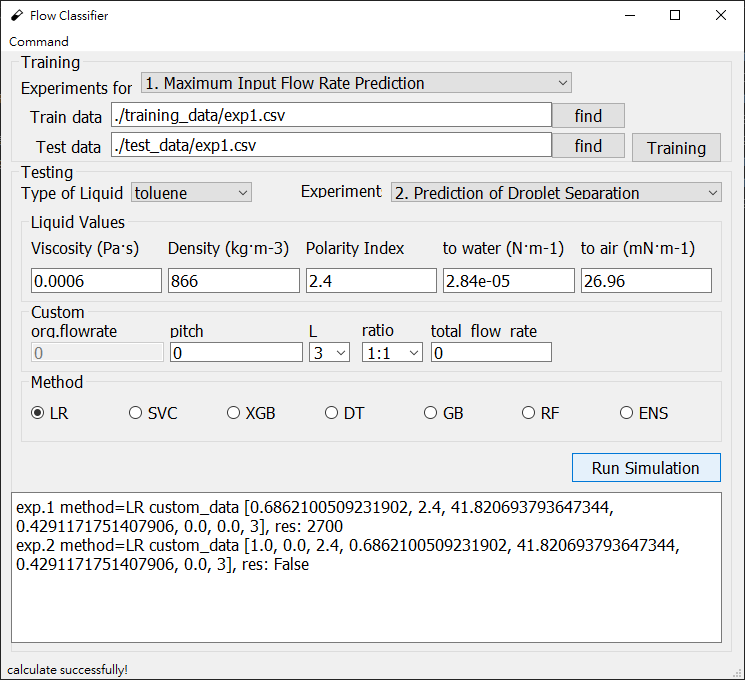 Flow Classifier
Command
Training
Experiments for 1. Maximum Input Flow Rate Prediction
Train data ./training_data/exp1.csv find
Test data ./test_data/exp1.csv find Training
Testing
Type of Liquid toluene Experiment 2. Prediction of Droplet Separation
Liquid Values
Viscosity (Pa·s) Density (kg·m-3) Polarity Index to water (N·m-1) to air (mN·m-1)
0.0006 866 2.4 2.84e-05 26.96
Custom
org.flowrate pitch L ratio total_flow_rate
0 0 3 1:1 0
Method
LR SVC XGB DT GB RF ENS
Run Simulation
exp.1 method=LR custom_data [0.6862100509231902, 2.4, 41.820693793647344,
0.4291171751407906, 0.0, 0.0, 3], res: 2700
exp.2 method=LR custom_data [1.0, 0.0, 2.4, 0.6862100509231902, 41.820693793647344,
0.4291171751407906, 0.0, 3], res: False
calculate successfully!